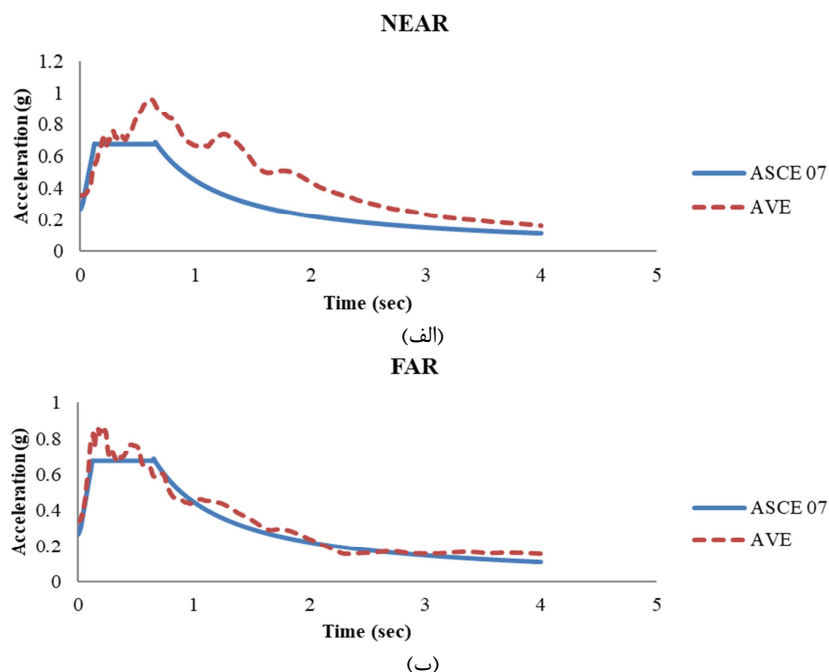 NEAR
1.2
1
0.8
0.6
0.4
0.2
0
Acceleration (g)
0 1 2 3 4 5
Time (sec)
ASCE 07
AVE
(الف)
FAR
1
0.8
0.6
0.4
0.2
0
Acceleration (g)
0 1 2 3 4 5
Time (sec)
ASCE 07
AVE
(ب)